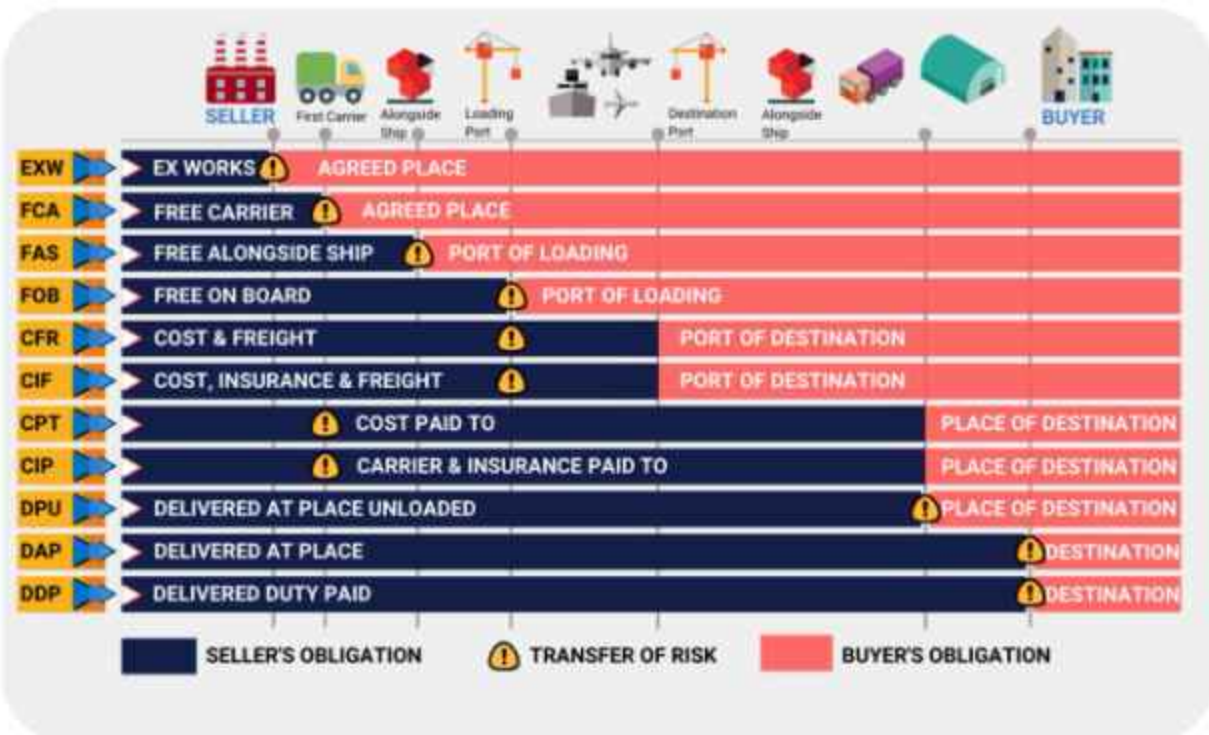 SELLER First Carrier Alongside Ship Loading Port Destination Port Alongside Ship BUYER
EXW EX WORKS AGREED PLACE
FCA FREE CARRIER AGREED PLACE
FAS FREE ALONGSIDE SHIP PORT OF LOADING
FOB FREE ON BOARD PORT OF LOADING
CFR COST & FREIGHT PORT OF DESTINATION
CIF COST, INSURANCE & FREIGHT PORT OF DESTINATION
CPT COST PAID TO PLACE OF DESTINATION
CIP CARRIER & INSURANCE PAID TO PLACE OF DESTINATION
DPU DELIVERED AT PLACE UNLOADED PLACE OF DESTINATION
DAP DELIVERED AT PLACE DESTINATION
DDP DELIVERED DUTY PAID DESTINATION
SELLER'S OBLIGATION TRANSFER OF RISK BUYER'S OBLIGATION